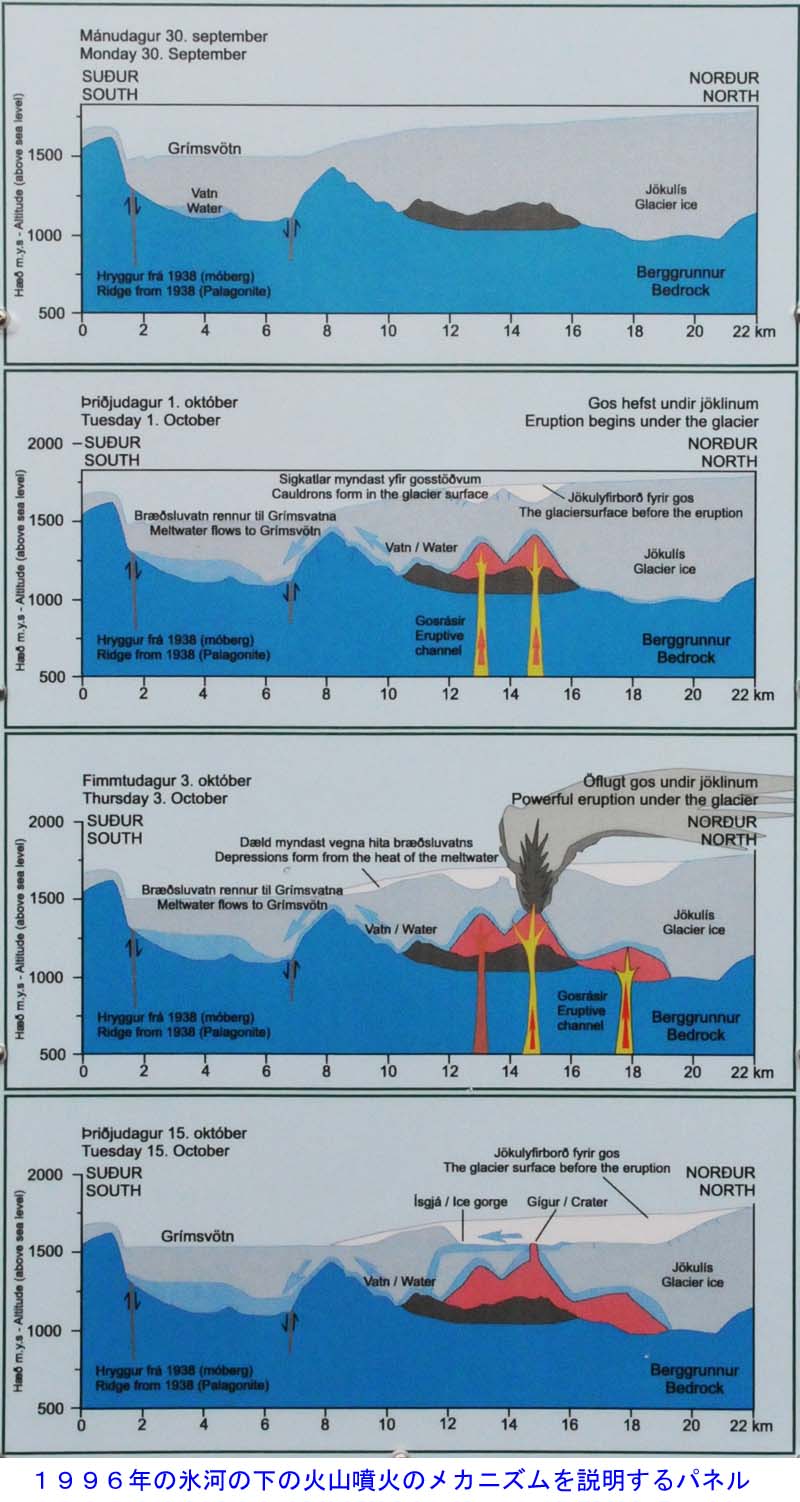 Mánudagur 30. september
Monday 30. September
SUÐUR
SOUTH
NORÐUR
NORTH
Hæð m.y.s - Altitude (above sea level)
1500
1000
500
Grímsvötn
Vatn
Water
Jökulís
Glacier ice
Hryggur frá 1938 (móberg)
Ridge from 1938 (Palagonite)
Berggrunnur
Bedrock
0 2 4 6 8 10 12 14 16 18 20 22 km
Þriðjudagur 1. október
Tuesday 1. October
Gos hefst undir jöklinum
Eruption begins under the glacier
2000
SUÐUR
SOUTH
NORÐUR
NORTH
Hæð m.y.s - Altitude (above sea level)
1500
1000
500
Sigkatlar myndast yfir gosstöðvum
Cauldrons form in the glacier surface
Jökulyfirborð fyrir gos
The glaciersurface before the eruption
Bræðsluvatn rennur til Grímsvatna
Meltwater flows to Grímsvötn
Vatn / Water
Jökulís
Glacier ice
Gosrásir
Eruptive
channel
Hryggur frá 1938 (móberg)
Ridge from 1938 (Palagonite)
Berggrunnur
Bedrock
0 2 4 6 8 10 12 14 16 18 20 22 km
Fimmtudagur 3. október
Thursday 3. October
Öflugt gos undir jöklinum
Powerful eruption under the glacier
2000
SUÐUR
SOUTH
NORÐUR
NORTH
Hæð m.y.s - Altitude (above sea level)
1500
1000
500
Dæld myndast vegna hita bræðsluvatns
Depressions form from the heat of the meltwater
Bræðsluvatn rennur til Grímsvatna
Meltwater flows to Grímsvötn
Vatn / Water
Jökulís
Glacier ice
Gosrásir
Eruptive
channel
Hryggur frá 1938 (móberg)
Ridge from 1938 (Palagonite)
Berggrunnur
Bedrock
0 2 4 6 8 10 12 14 16 18 20 22 km
Þriðjudagur 15. október
Tuesday 15. October
2000
SUÐUR
SOUTH
Jökulyfirborð fyrir gos
The glacier surface before the eruption
NORÐUR
NORTH
Hæð m.y.s - Altitude (above sea level)
1500
1000
500
Ísgjá / Ice gorge
Gígur / Crater
Grímsvötn
Vatn / Water
Jökulís
Glacier ice
Hryggur frá 1938 (móberg)
Ridge from 1938 (Palagonite)
Berggrunnur
Bedrock
0 2 4 6 8 10 12 14 16 18 20 22 km
１９９６年の氷河の下の火山噴火のメカニズムを説明するパネル